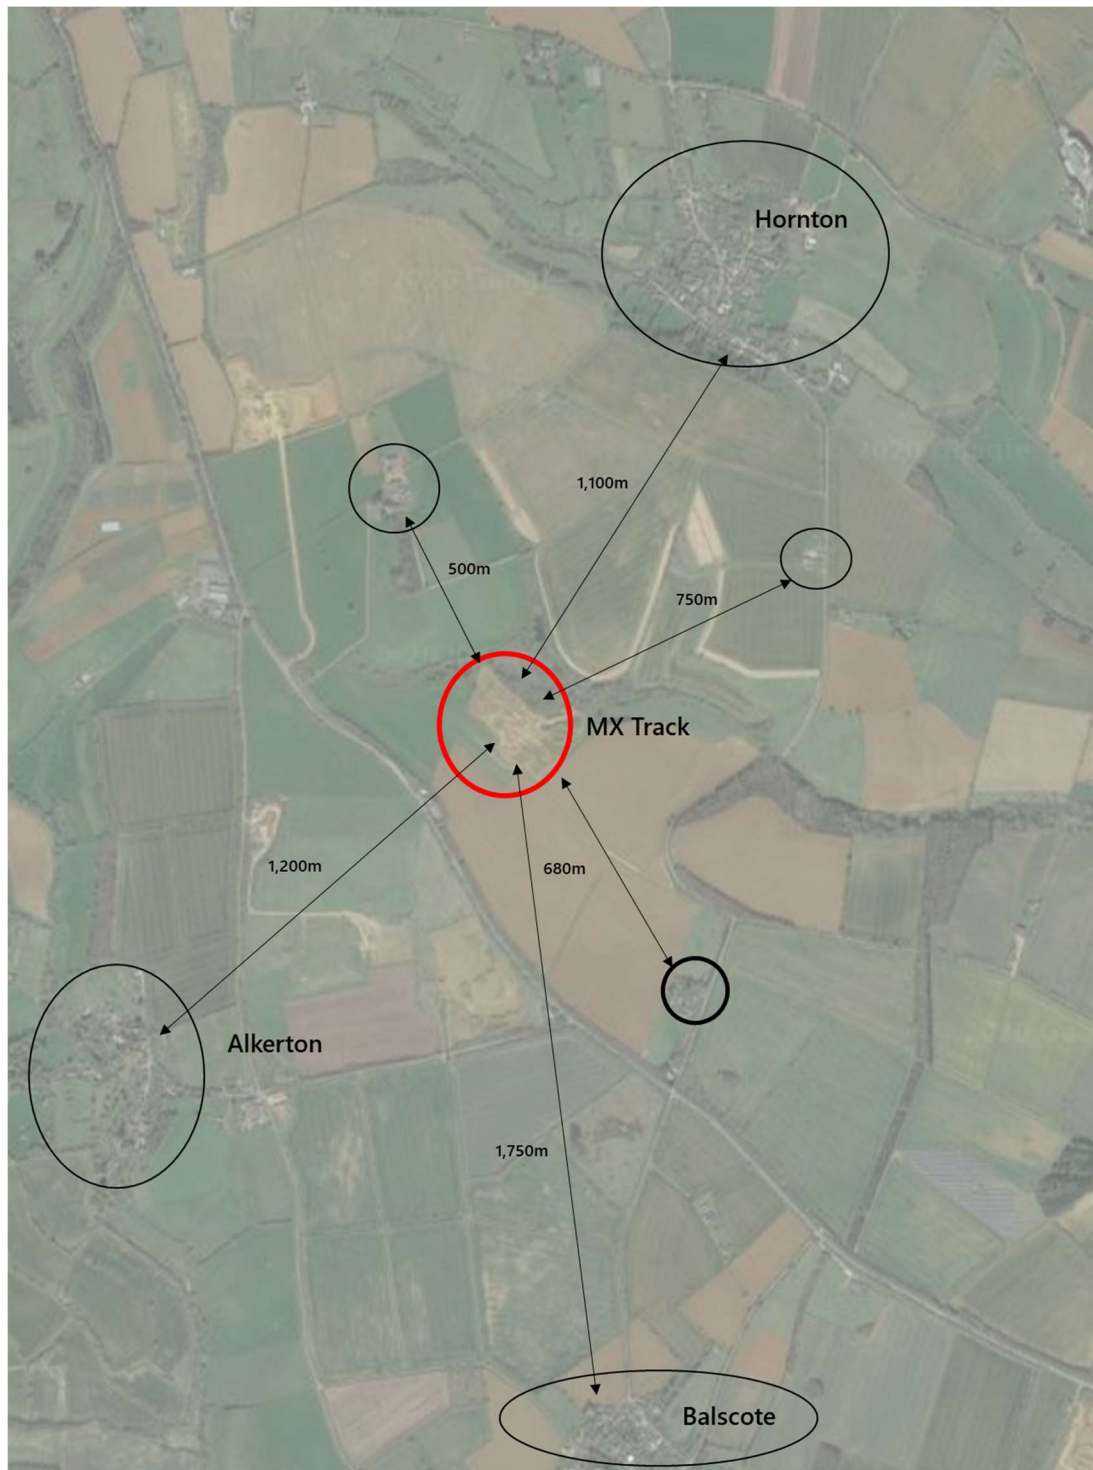 Hornton
1,100m
500m
750m
MX Track
1,200m
680m
Alkerton
1,750m
Balscote